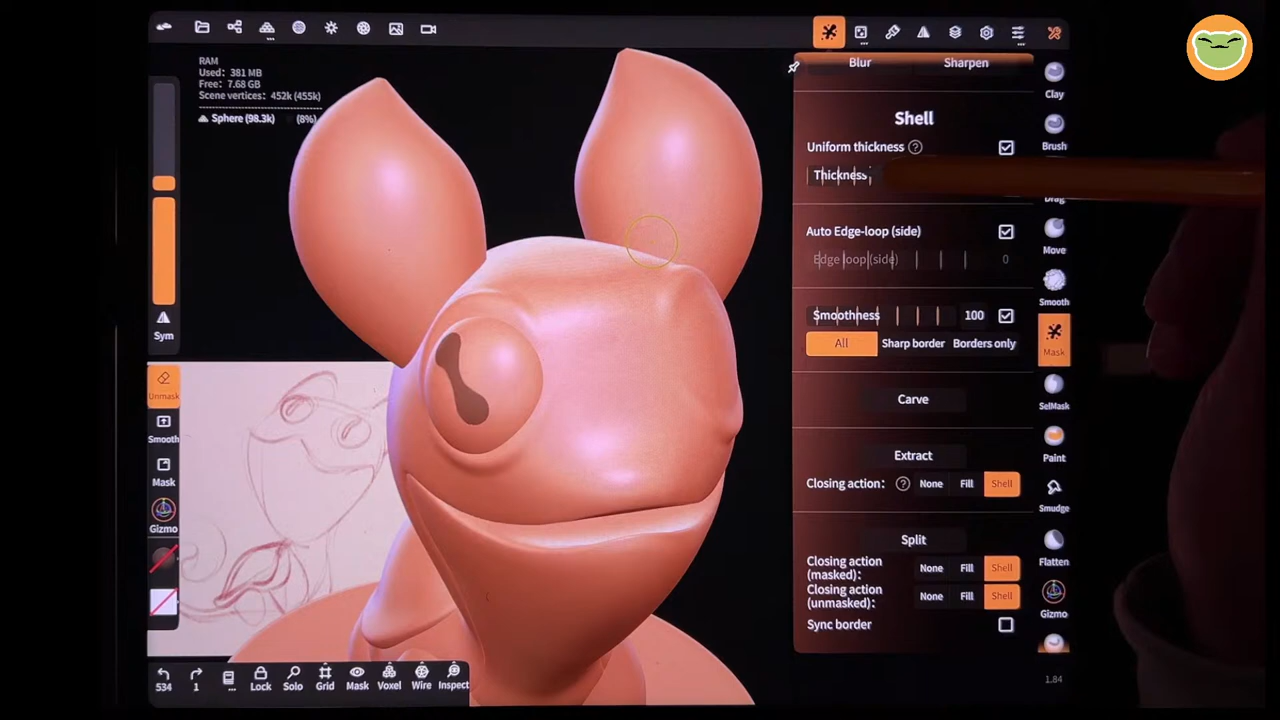 RAM
Used: 381 MB
Free: 7.68 GB
Scene vertices: 452k (455k)
Sphere (98.3k) (8%)
Sym
Unmask
Smooth
Mask
Gizmo
534
1
Lock
Solo
Grid
Mask
Voxel
Wire
Inspect
Blur
Sharpen
Shell
Uniform thickness ?
Thickness
Auto Edge-loop (side)
Edge loop (side) 0
Smoothness 100
All Sharp border Borders only
Carve
Extract
Closing action: ? None Fill Shell
Split
Closing action
(masked): None Fill Shell
Closing action
(unmasked): None Fill Shell
Sync border
Clay
Brush
Drag
Move
Smooth
Mask
SelMask
Paint
Smudge
Flatten
Gizmo
1.84